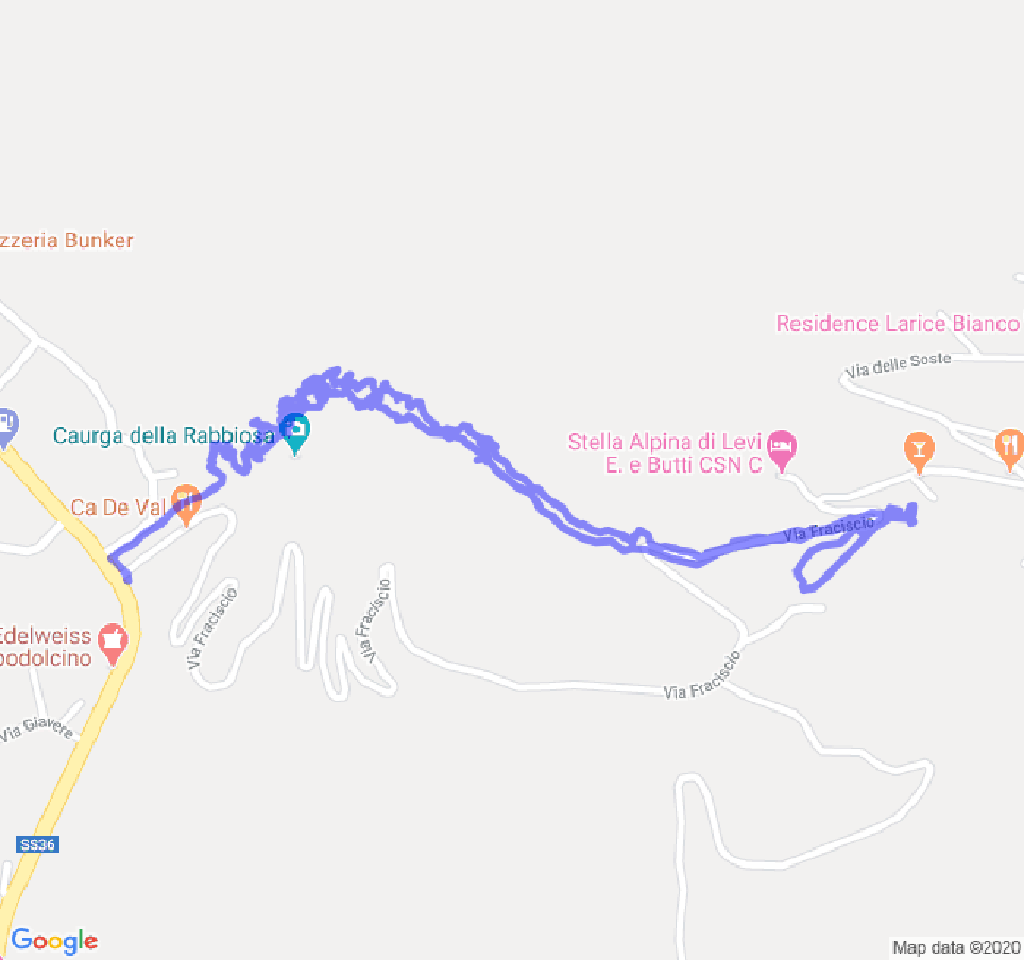 zzeria Bunker
Residence Larice Bianco
Via delle Soste
Caurga della Rabbiosa
Stella Alpina di Levi
E. e Butti CSN C
Ca De Val
Via Fraciscio
Via Fraciscio
Via Fraciscio
Edelweiss
podolcino
Via Fraciscio
Via Giavere
SS36
Google
Map data ©2020